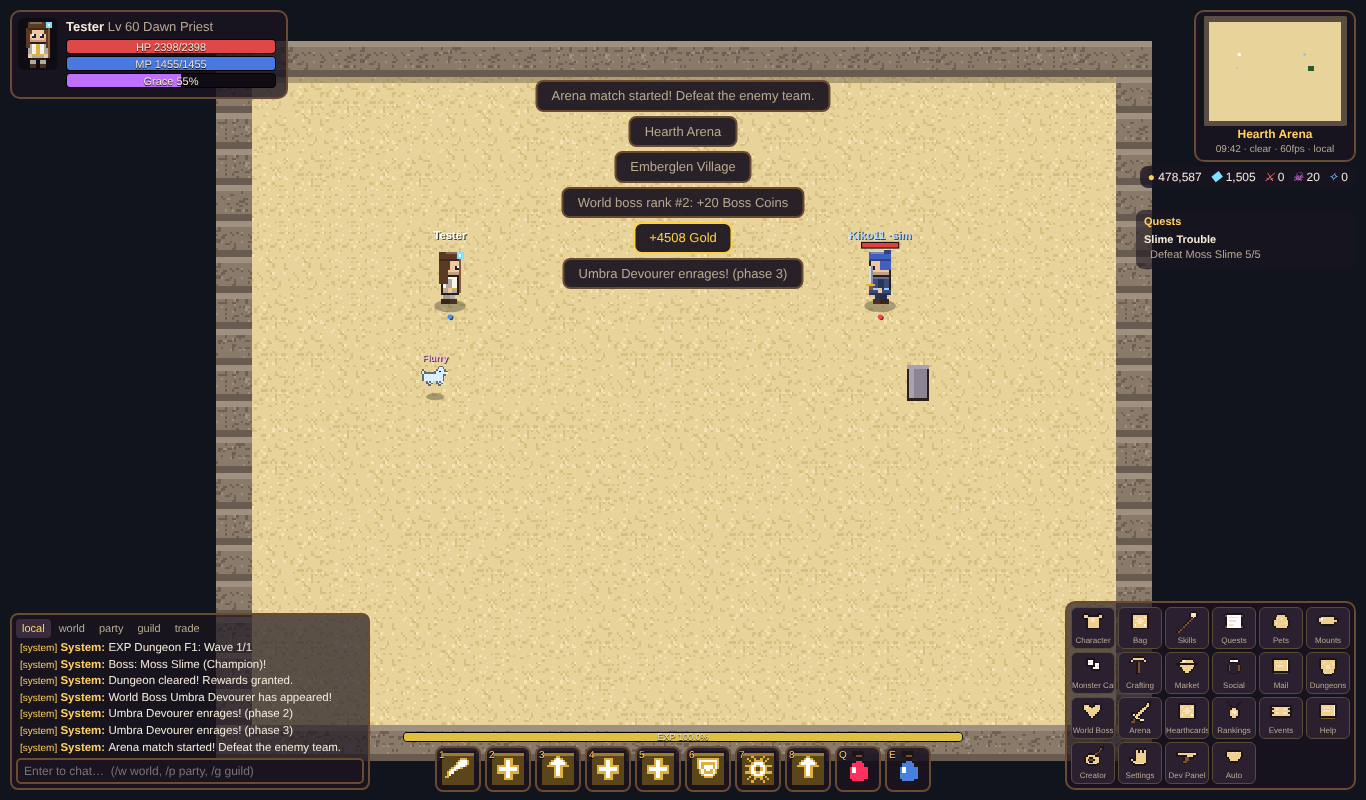 Tester Lv 60 Dawn Priest
HP 2398/2398
MP 1455/1455
Grace 55%
Arena match started! Defeat the enemy team.
Hearth Arena
Emberglen Village
World boss rank #2: +20 Boss Coins
+4508 Gold
Umbra Devourer enrages! (phase 3)
Hearth Arena
09:42 · clear · 60fps · local
478,587 1,505 0 20 0
Quests
Slime Trouble
Defeat Moss Slime 5/5
Tester
Kiko11 ·sim
Flurry
local world party guild trade
[system] System: EXP Dungeon F1: Wave 1/1
[system] System: Boss: Moss Slime (Champion)!
[system] System: Dungeon cleared! Rewards granted.
[system] System: World Boss Umbra Devourer has appeared!
[system] System: Umbra Devourer enrages! (phase 2)
[system] System: Umbra Devourer enrages! (phase 3)
[system] System: Arena match started! Defeat the enemy team.
Enter to chat… (/w world, /p party, /g guild)
EXP 100.0%
1 2 3 4 5 6 7 8 Q E
Character Bag Skills Quests Pets Mounts
Monster Ca Crafting Market Social Mail Dungeons
World Boss Arena Hearthcards Rankings Events Help
Creator Settings Dev Panel Auto